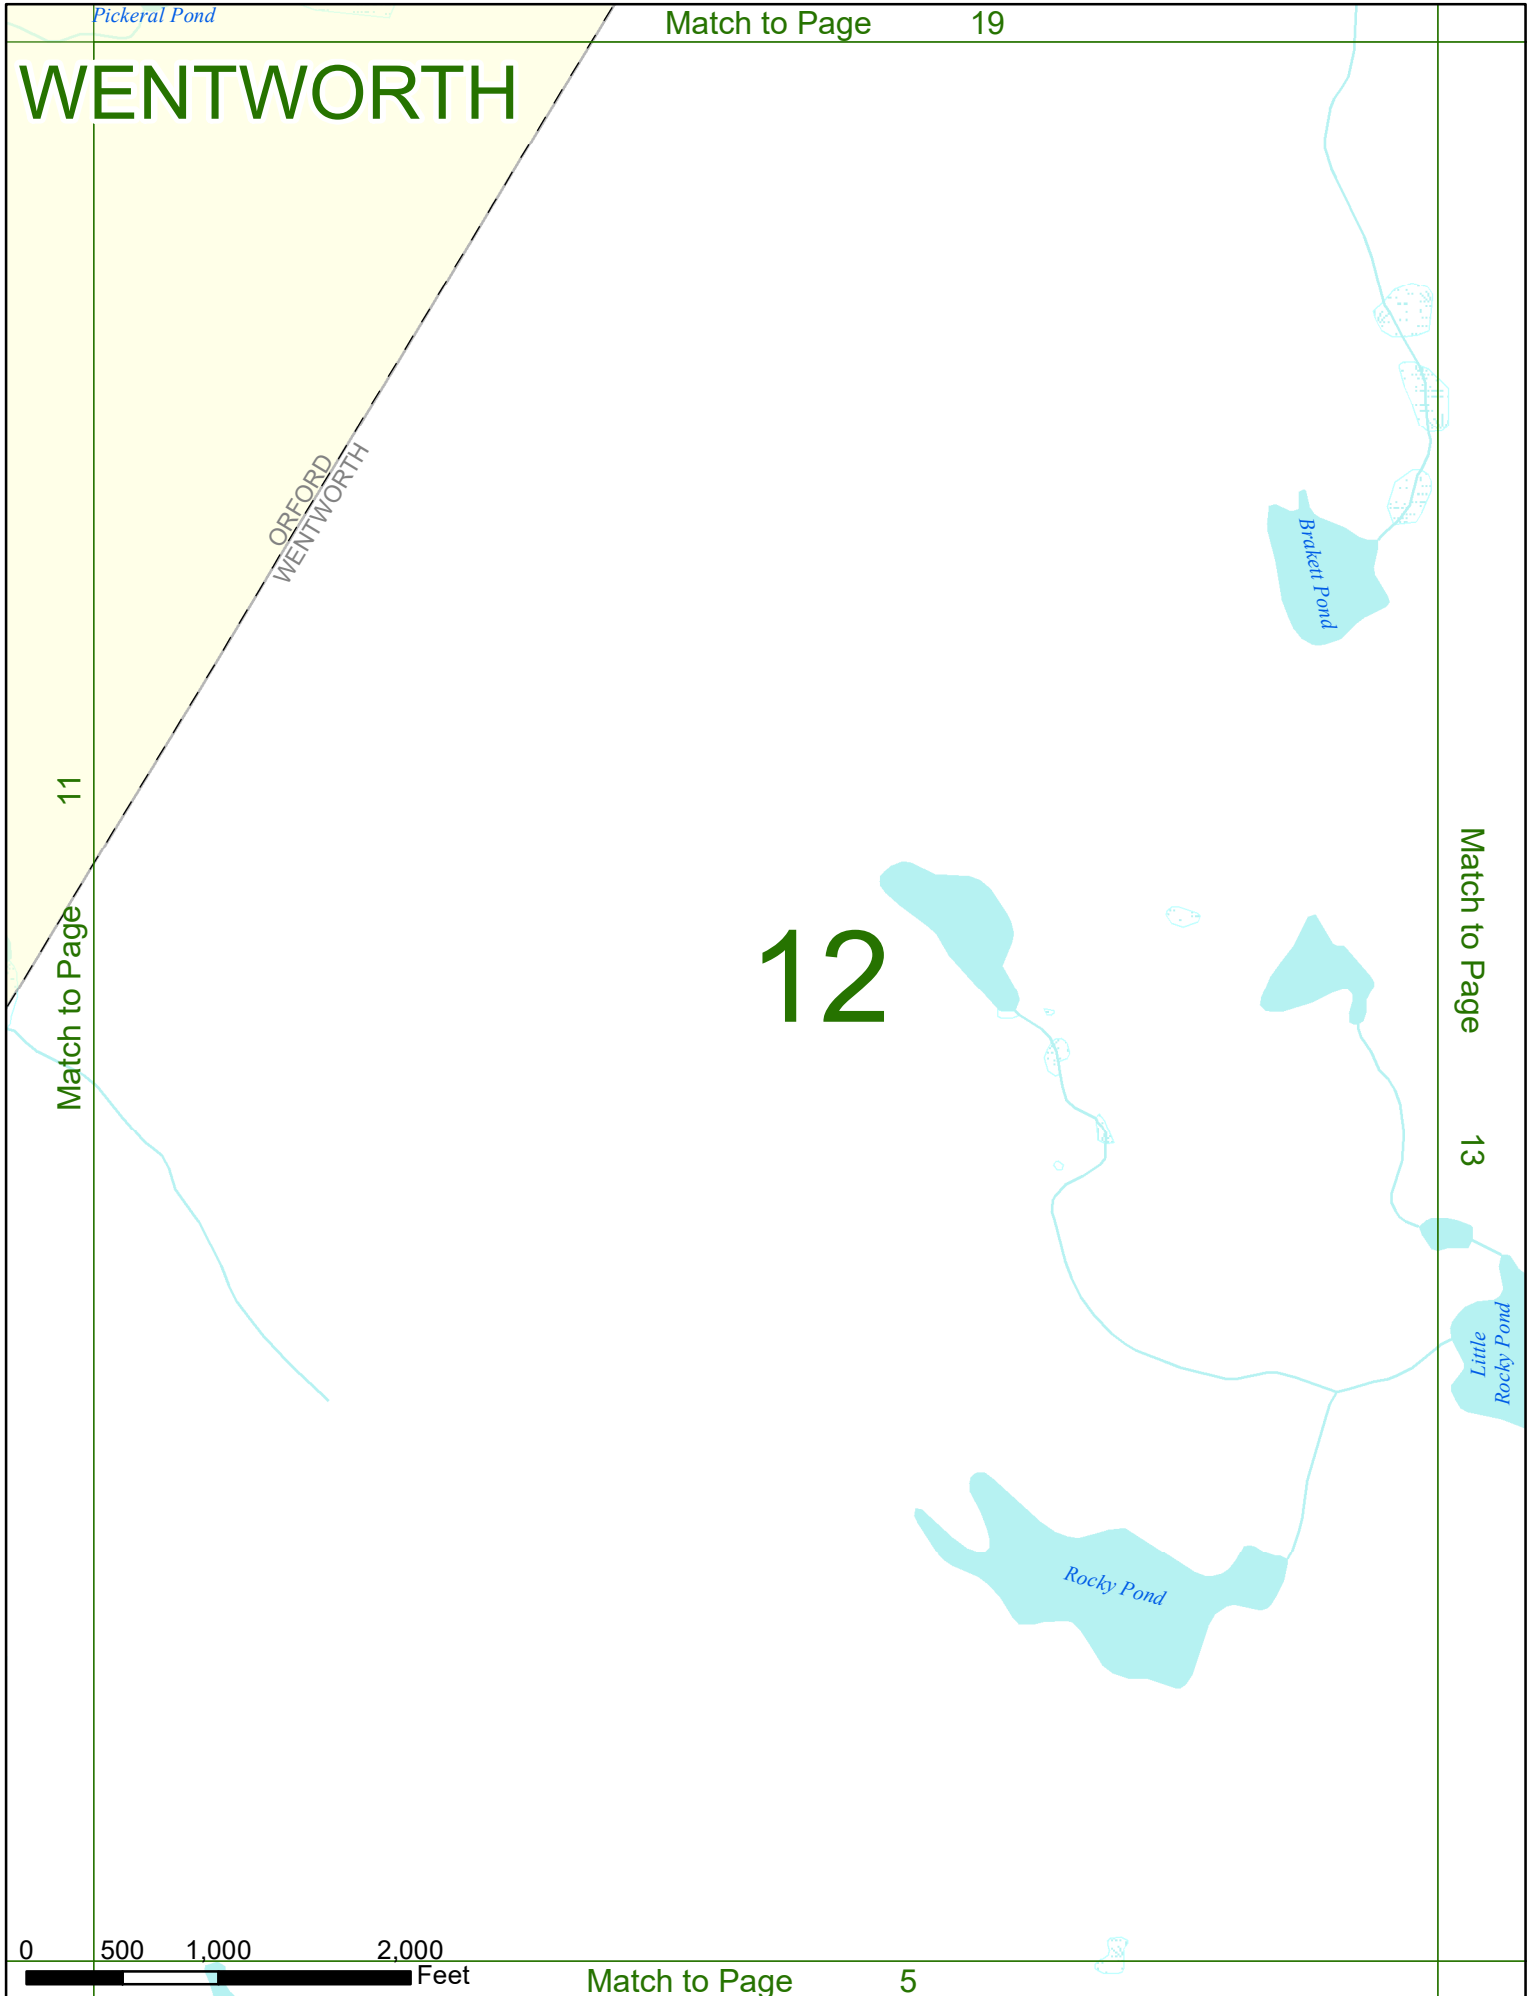 Pickeral Pond
Match to Page 19
WENTWORTH
ORFORD
WENTWORTH
Brakett Pond
Match to Page 11
Match to Page 13
12
Little
Rocky Pond
Rocky Pond
0 500 1,000 2,000
Feet
Match to Page 5